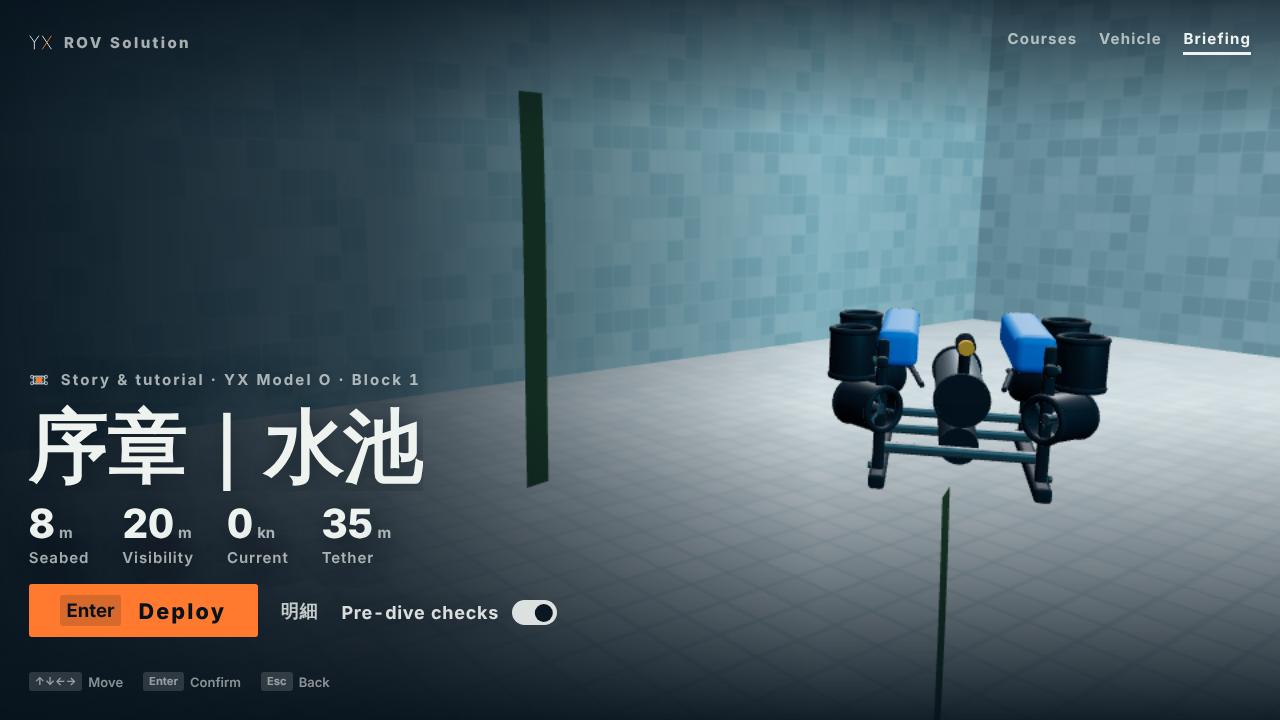 YX ROV Solution
Courses Vehicle Briefing
Story & tutorial · YX Model O · Block 1
序章｜水池
8 m 20 m 0 kn 35 m
Seabed Visibility Current Tether
Enter Deploy 明細 Pre-dive checks
↑↓←→ Move Enter Confirm Esc Back